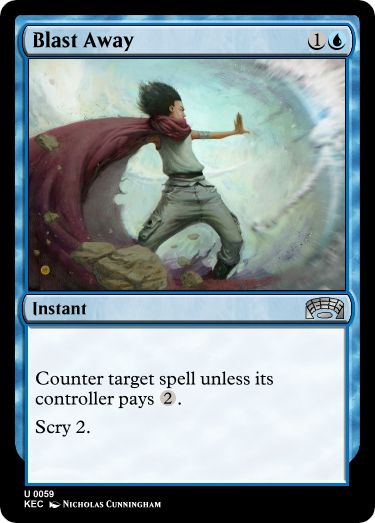 Blast Away 1
Instant
Counter target spell unless its
controller pays 2.
Scry 2.
U 0059
KEC Nicholas Cunningham